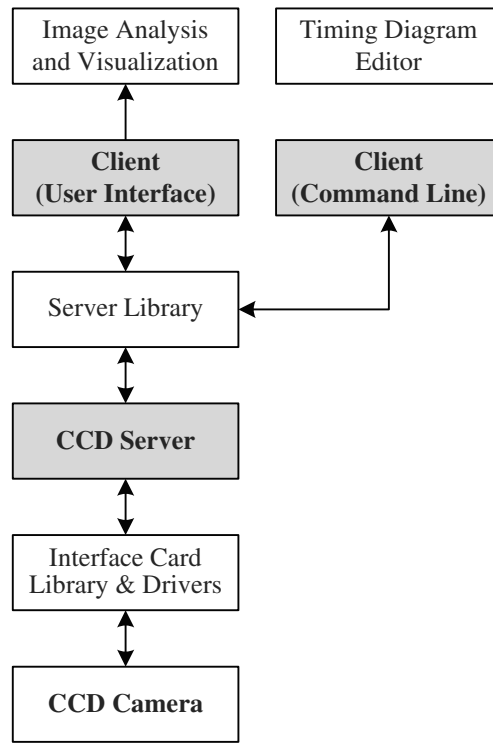 Image Analysis
and Visualization
Timing Diagram
Editor
Client
(User Interface)
Client
(Command Line)
Server Library
CCD Server
Interface Card
Library & Drivers
CCD Camera